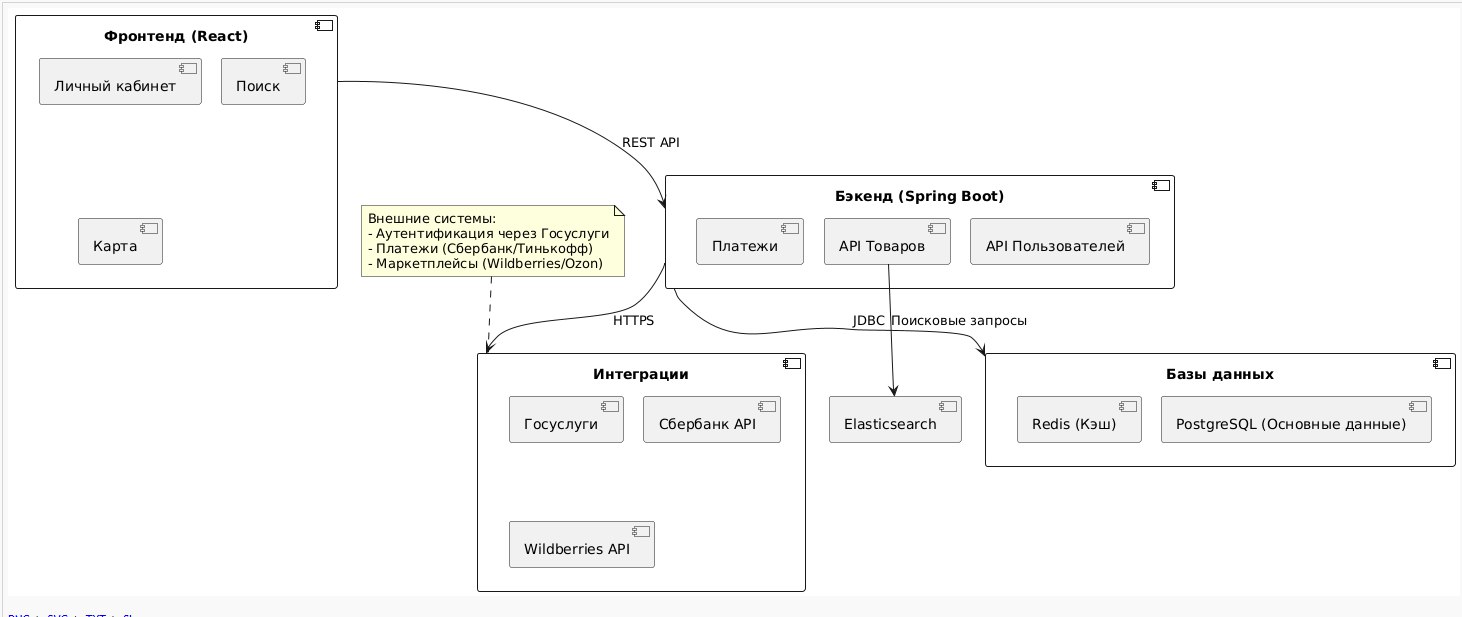 Фронтенд (React)
Личный кабинет
Поиск
Карта
REST API
Бэкенд (Spring Boot)
Платежи
API Товаров
API Пользователей
Внешние системы:
- Аутентификация через Госуслуги
- Платежи (Сбербанк/Тинькофф)
- Маркетплейсы (Wildberries/Ozon)
HTTPS
JDBC
Поисковые запросы
Интеграции
Госуслуги
Сбербанк API
Wildberries API
Elasticsearch
Базы данных
Redis (Кэш)
PostgreSQL (Основные данные)